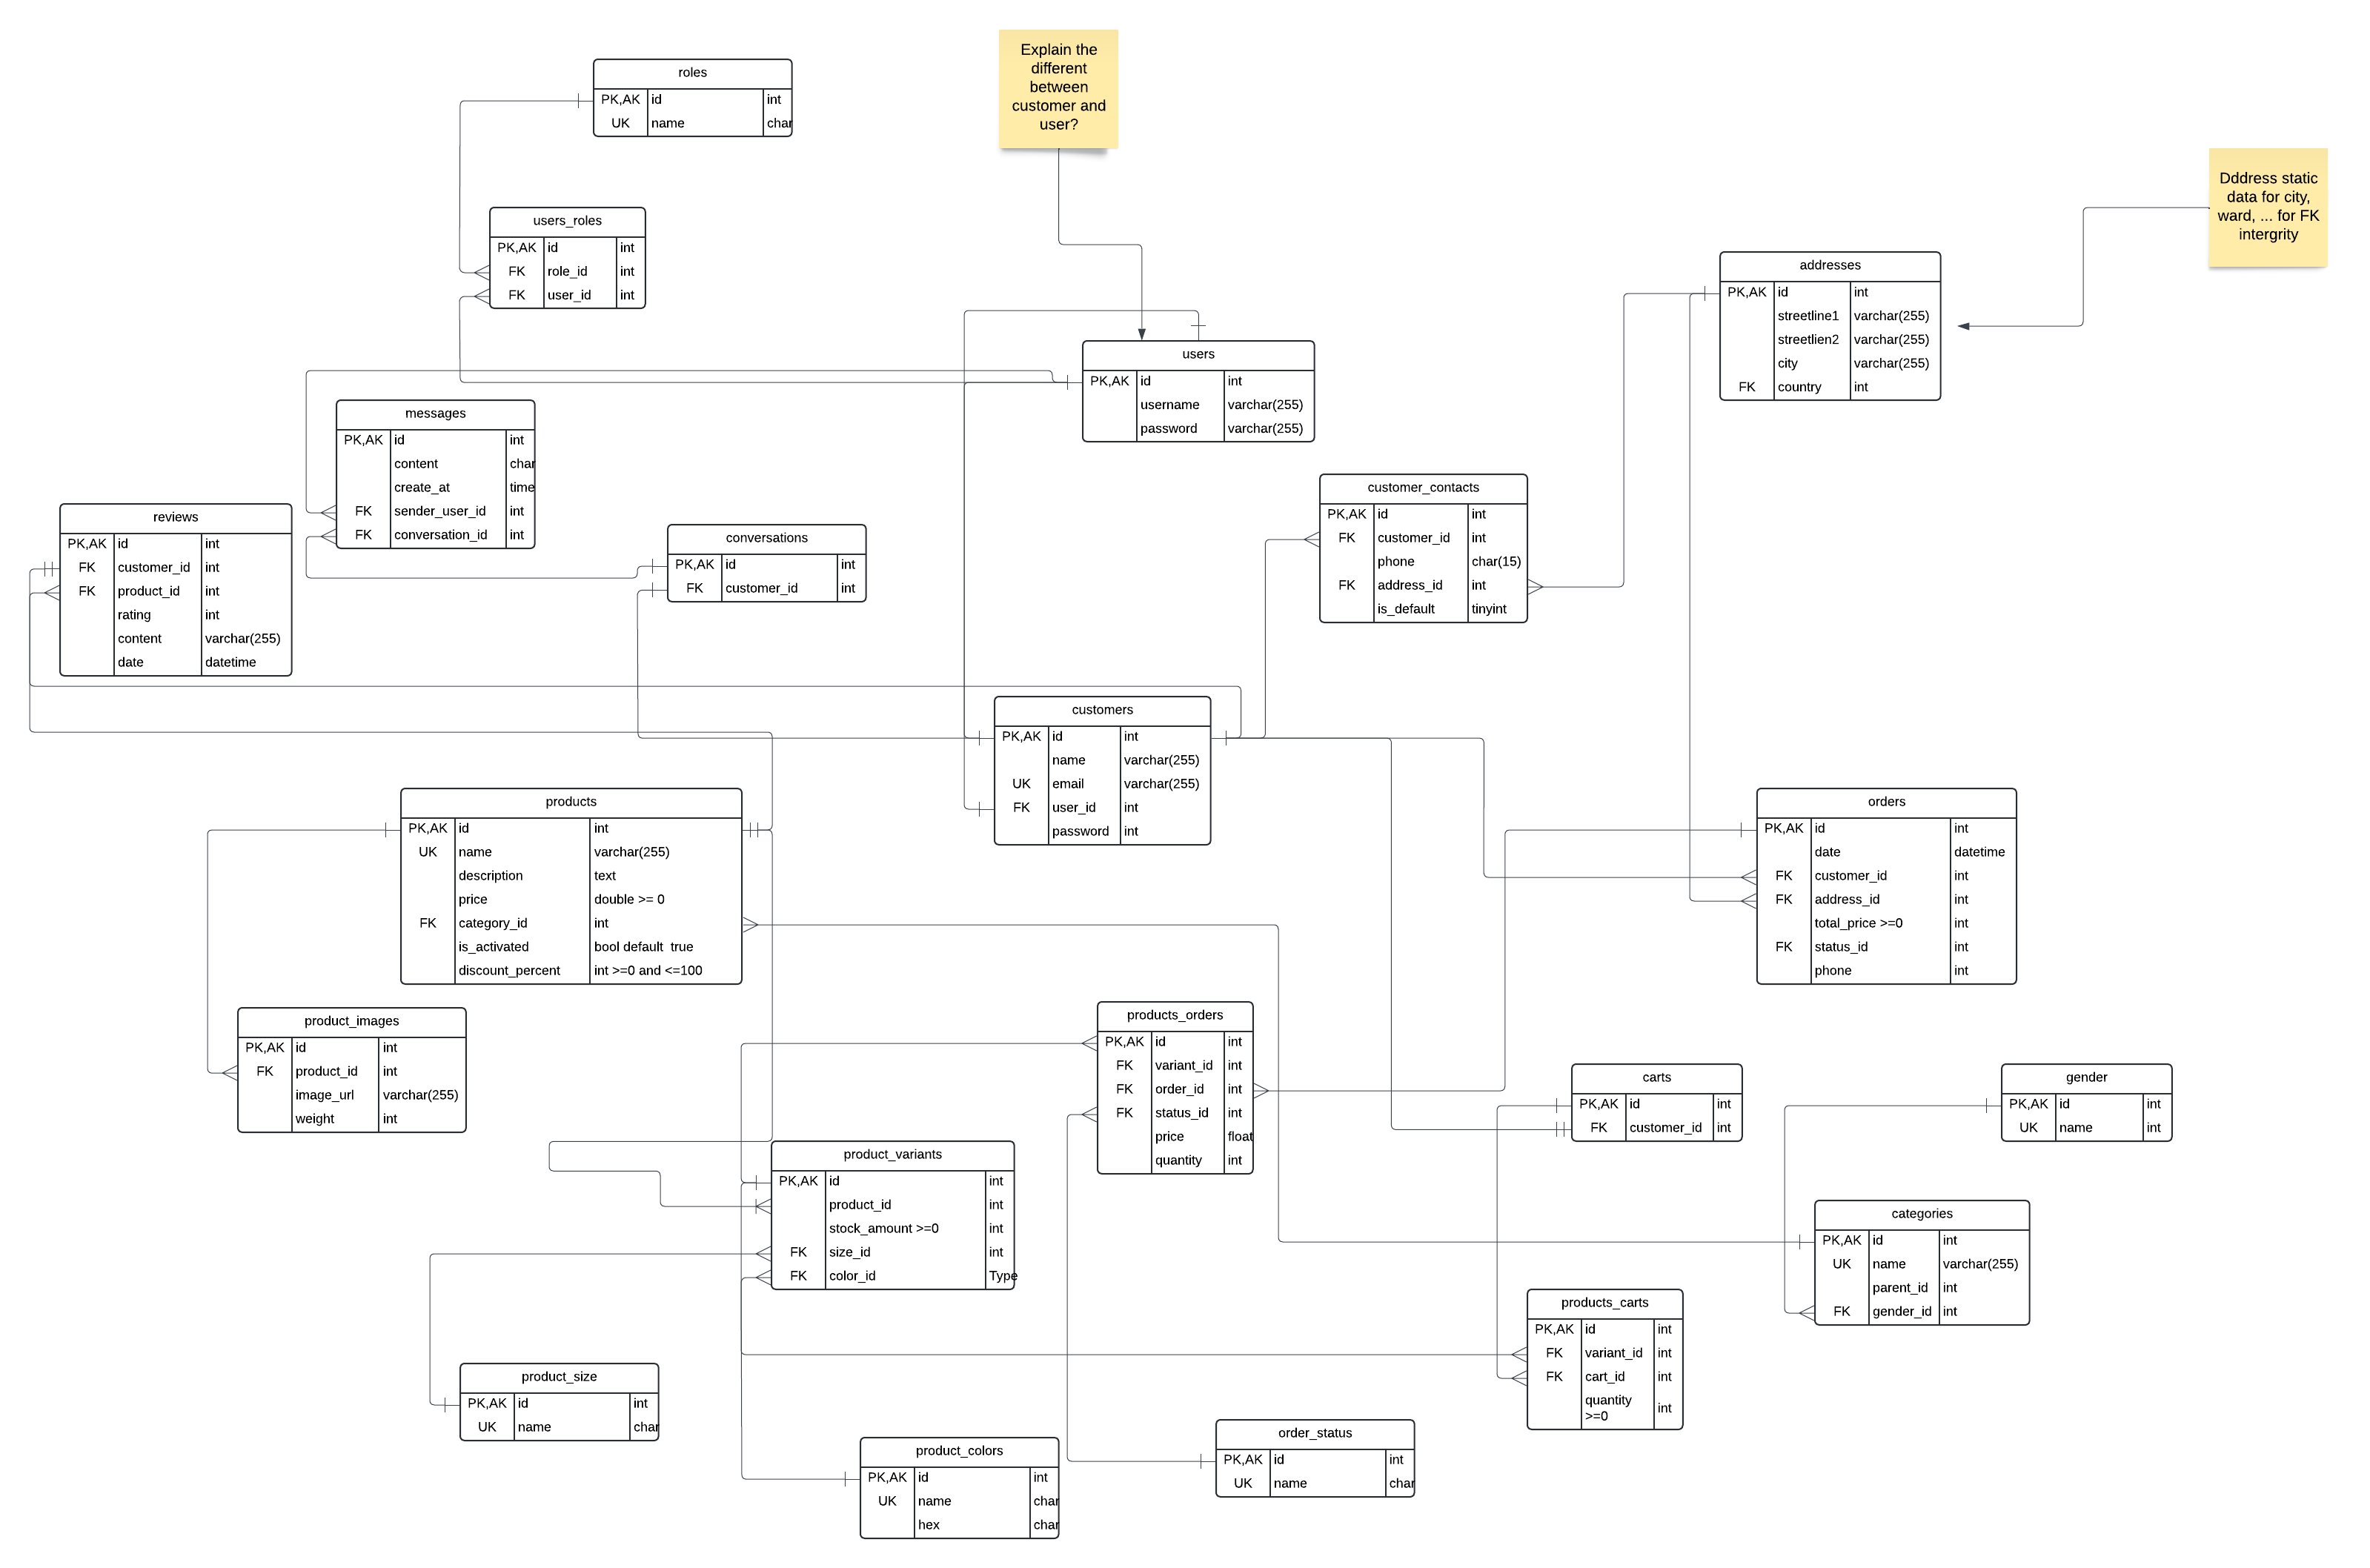 Explain the
different
between
customer and
user?
Dddress static
data for city,
ward, ... for FK
intergrity
roles
PK,AK id int
UK name char
users_roles
PK,AK id int
FK role_id int
FK user_id int
addresses
PK,AK id int
streetline1 varchar(255)
streetlien2 varchar(255)
city varchar(255)
FK country int
users
PK,AK id int
username varchar(255)
password varchar(255)
messages
PK,AK id int
content char
create_at time
FK sender_user_id int
FK conversation_id int
customer_contacts
PK,AK id int
FK customer_id int
phone char(15)
FK address_id int
is_default tinyint
reviews
PK,AK id int
FK customer_id int
FK product_id int
rating int
content varchar(255)
date datetime
conversations
PK,AK id int
FK customer_id int
customers
PK,AK id int
name varchar(255)
UK email varchar(255)
FK user_id int
password int
products
PK,AK id int
UK name varchar(255)
description text
price double >= 0
FK category_id int
is_activated bool default true
discount_percent int >=0 and <=100
orders
PK,AK id int
date datetime
FK customer_id int
FK address_id int
total_price >=0 int
FK status_id int
phone int
product_images
PK,AK id int
FK product_id int
image_url varchar(255)
weight int
products_orders
PK,AK id int
FK variant_id int
FK order_id int
FK status_id int
price float
quantity int
carts
PK,AK id int
FK customer_id int
gender
PK,AK id int
UK name int
product_variants
PK,AK id int
product_id int
stock_amount >=0 int
FK size_id int
FK color_id Type
categories
PK,AK id int
UK name varchar(255)
parent_id int
FK gender_id int
products_carts
PK,AK id int
FK variant_id int
FK cart_id int
quantity
>=0 int
product_size
PK,AK id int
UK name char
product_colors
PK,AK id int
UK name char
hex char
order_status
PK,AK id int
UK name char